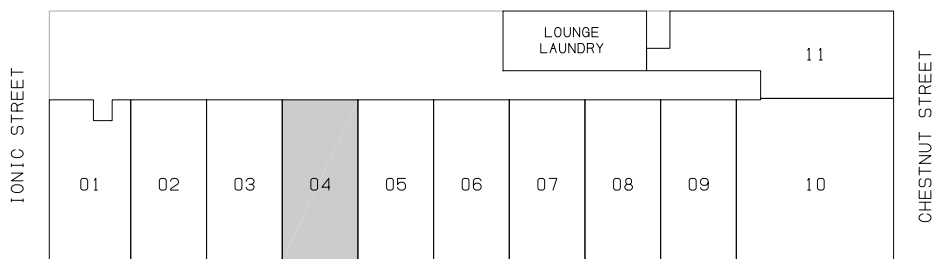 LOUNGE
LAUNDRY
11
IONIC STREET
CHESTNUT STREET
01
02
03
04
05
06
07
08
09
10